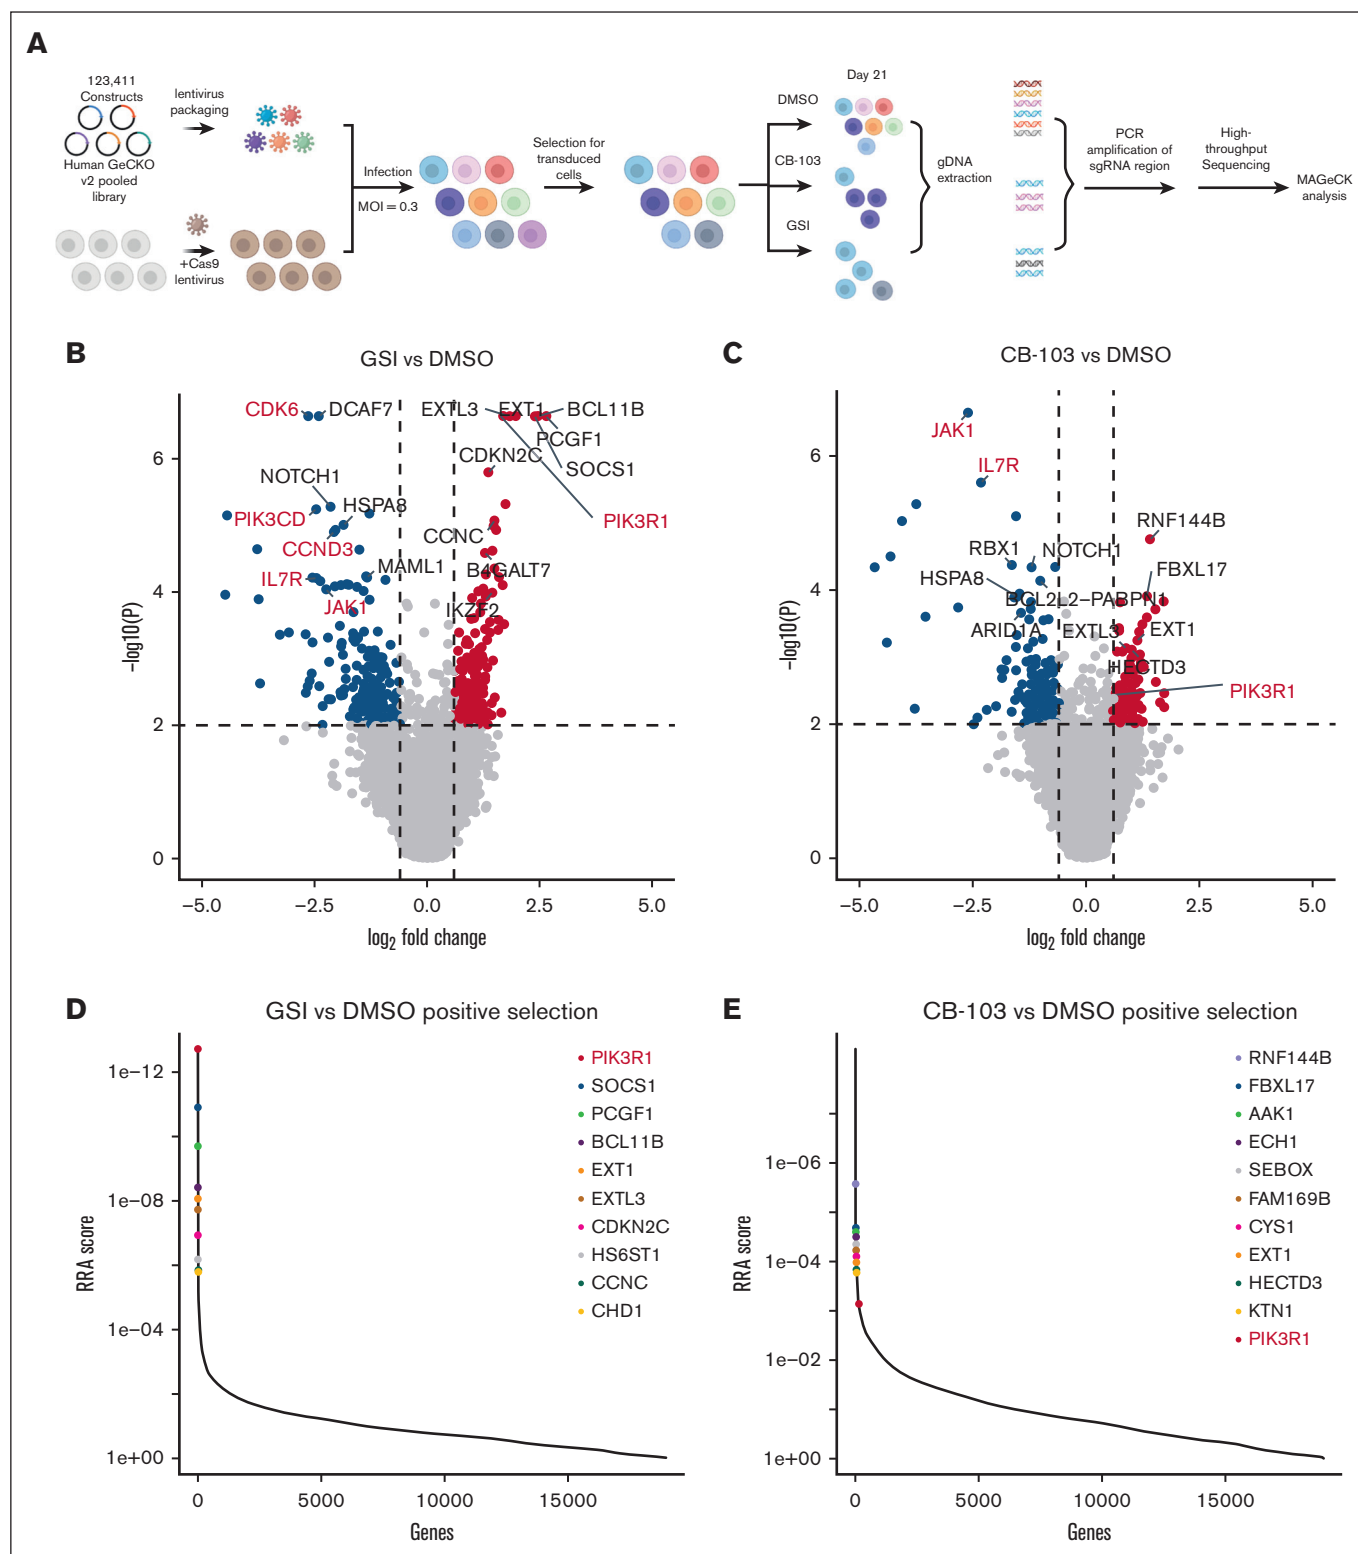 A
123,411
Constructs
Human GeCKO
v2 pooled
library
lentivirus
packaging
+Cas9
lentivirus
Infection
MOI = 0.3
Selection for
transduced
cells
Day 21
DMSO
CB-103
GSI
gDNA
extraction
PCR
amplification of
sgRNA region
High-
throughput
Sequencing
MAGeCK
analysis
B
GSI vs DMSO
CDK6
DCAF7
EXTL3
EXT1
BCL11B
PCGF1
CDKN2C
SOCS1
NOTCH1
HSPA8
PIK3CD
PIK3R1
CCND3
CCNC
IL7R
MAML1
B4GALT7
JAK1
IKZF2
6
4
2
0
−log10(P)
−5.0
−2.5
0.0
2.5
5.0
log2 fold change
C
CB-103 vs DMSO
JAK1
IL7R
RNF144B
RBX1
NOTCH1
HSPA8
FBXL17
BCL2L2−PABPN1
ARID1A
EXTL3
EXT1
HECTD3
PIK3R1
6
4
2
0
−log10(P)
−5.0
−2.5
0.0
2.5
5.0
log2 fold change
D
GSI vs DMSO positive selection
PIK3R1
SOCS1
PCGF1
BCL11B
EXT1
EXTL3
CDKN2C
HS6ST1
CCNC
CHD1
1e−12
1e−08
1e−04
1e+00
RRA score
0
5000
10000
15000
Genes
E
CB-103 vs DMSO positive selection
RNF144B
FBXL17
AAK1
ECH1
SEBOX
FAM169B
CYS1
EXT1
HECTD3
KTN1
PIK3R1
1e−06
1e−04
1e−02
1e+00
RRA score
0
5000
10000
15000
Genes